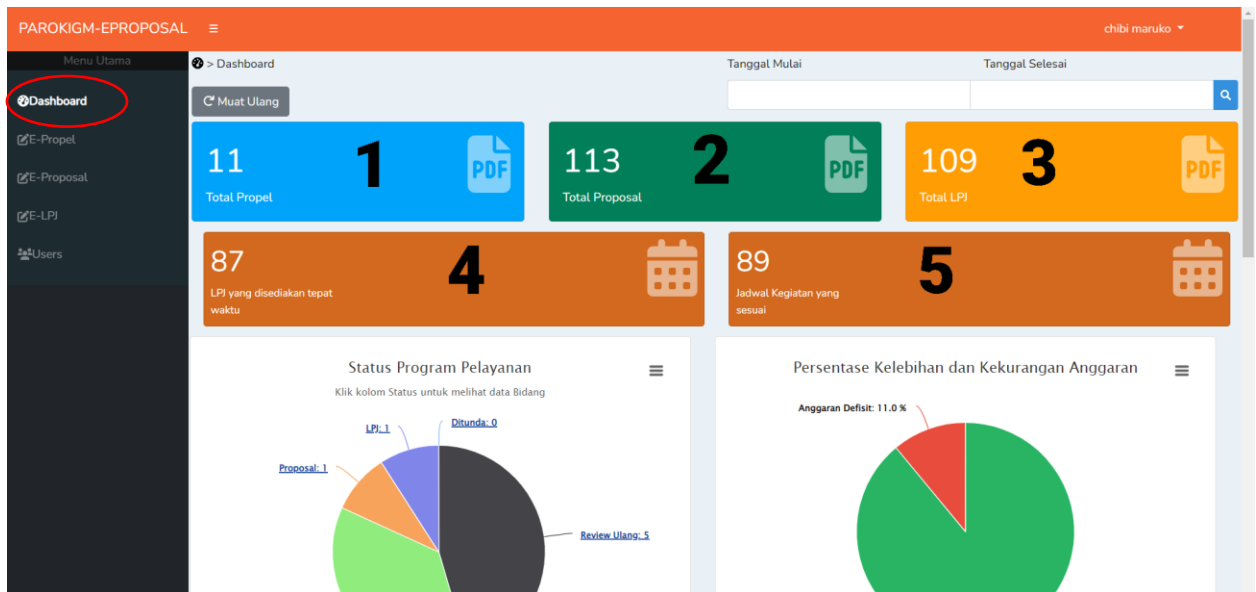 PAROKIGM-EPROPOSAL
chibi maruko
Menu Utama
> Dashboard
Tanggal Mulai
Tanggal Selesai
Dashboard
Muat Ulang
E-Propel
E-Proposal
E-LPJ
Users
11
Total Propel
1
PDF
113
Total Proposal
2
PDF
109
Total LPJ
3
PDF
87
LPJ yang disediakan tepat
waktu
4
89
Jadwal Kegiatan yang
sesuai
5
Status Program Pelayanan
Klik kolom Status untuk melihat data Bidang
LPJ: 1
Ditunda: 0
Proposal: 1
Review Ulang: 5
Persentase Kelebihan dan Kekurangan Anggaran
Anggaran Defisit: 11.0 %